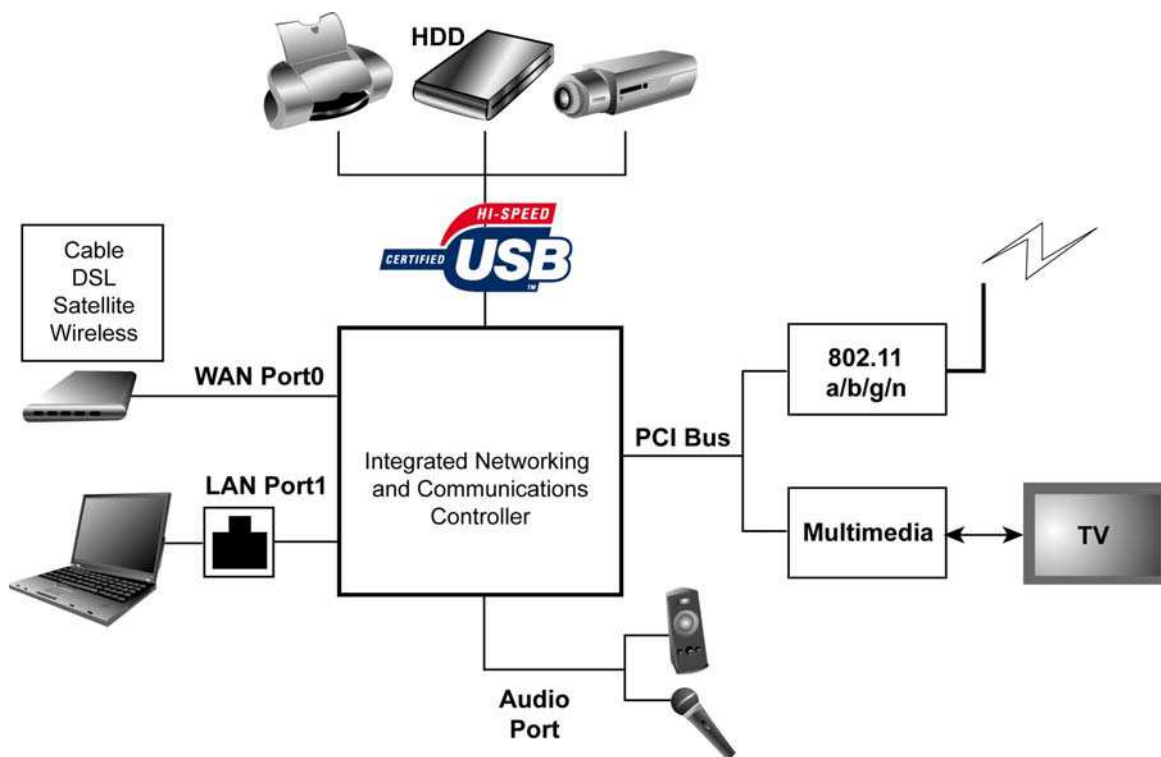 HDD
HI-SPEED
CERTIFIED USB
TM
Cable
DSL
Satellite
Wireless
WAN Port0
LAN Port1
Integrated Networking
and Communications
Controller
PCI Bus
802.11
a/b/g/n
Multimedia
TV
Audio
Port